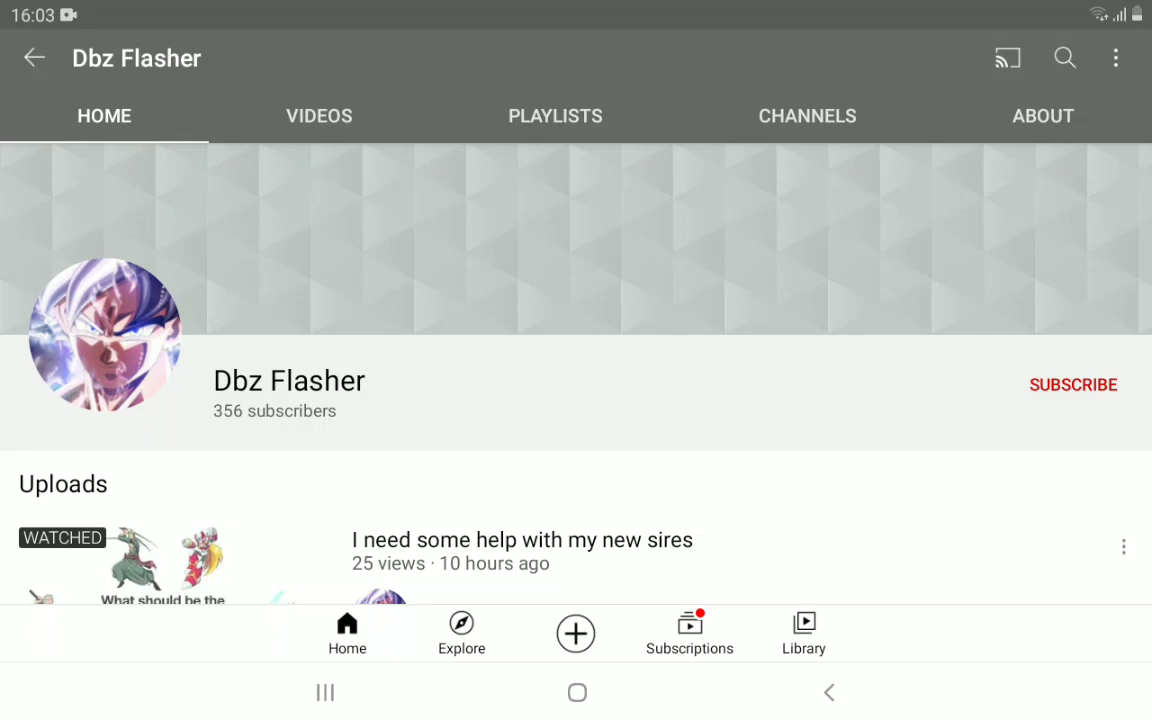 16:03
Dbz Flasher
HOME VIDEOS PLAYLISTS CHANNELS ABOUT
Dbz Flasher
356 subscribers
SUBSCRIBE
Uploads
WATCHED
What should be the
I need some help with my new sires
25 views · 10 hours ago
Home Explore Subscriptions Library